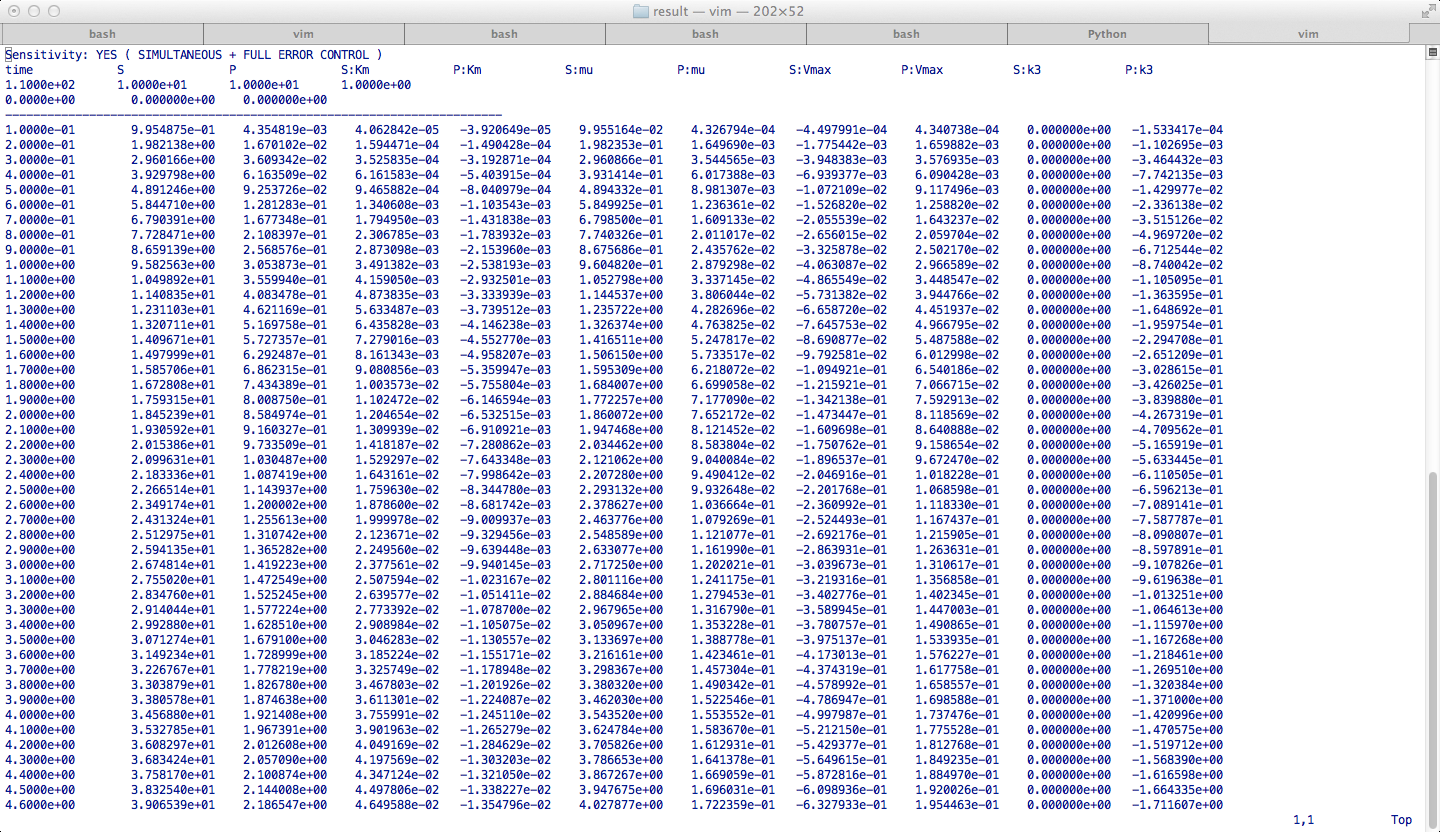 result — vim — 202×52
bash vim bash bash bash Python vim
Sensitivity: YES ( SIMULTANEOUS + FULL ERROR CONTROL )
time S P S:Km P:Km S:mu P:mu S:Vmax P:Vmax S:k3 P:k3
1.1000e+02 1.0000e+01 1.0000e+01 1.0000e+00
0.0000e+00 0.000000e+00 0.000000e+00
-----------------------------------------------------------------------
1.0000e-01 9.954875e-01 4.354819e-03 4.062842e-05 -3.920649e-05 9.955164e-02 4.326794e-04 -4.497991e-04 4.340738e-04 0.000000e+00 -1.533417e-04
2.0000e-01 1.982138e+00 1.670102e-02 1.594471e-04 -1.490428e-04 1.982353e-01 1.649690e-03 -1.775442e-03 1.659882e-03 0.000000e+00 -1.102695e-03
3.0000e-01 2.960166e+00 3.609342e-02 3.525835e-04 -3.192871e-04 2.960866e-01 3.544565e-03 -3.948383e-03 3.576935e-03 0.000000e+00 -3.464432e-03
4.0000e-01 3.929798e+00 6.163509e-02 6.161583e-04 -5.403915e-04 3.931414e-01 6.017388e-03 -6.939377e-03 6.090428e-03 0.000000e+00 -7.742135e-03
5.0000e-01 4.891246e+00 9.253726e-02 9.465882e-04 -8.040979e-04 4.894332e-01 8.981307e-03 -1.072109e-02 9.117496e-03 0.000000e+00 -1.429977e-02
6.0000e-01 5.844710e+00 1.281283e-01 1.340608e-03 -1.103543e-03 5.849925e-01 1.236361e-02 -1.526820e-02 1.258820e-02 0.000000e+00 -2.336138e-02
7.0000e-01 6.790391e+00 1.677348e-01 1.794950e-03 -1.431838e-03 6.798500e-01 1.609133e-02 -2.055539e-02 1.643237e-02 0.000000e+00 -3.515126e-02
8.0000e-01 7.728471e+00 2.108397e-01 2.306785e-03 -1.783932e-03 7.740326e-01 2.011017e-02 -2.656015e-02 2.059704e-02 0.000000e+00 -4.969720e-02
9.0000e-01 8.659139e+00 2.568576e-01 2.873098e-03 -2.153960e-03 8.675686e-01 2.435762e-02 -3.325878e-02 2.502170e-02 0.000000e+00 -6.712544e-02
1.0000e+00 9.582563e+00 3.053873e-01 3.491382e-03 -2.538193e-03 9.604820e-01 2.879298e-02 -4.063087e-02 2.966589e-02 0.000000e+00 -8.740042e-02
1.1000e+00 1.049892e+01 3.559940e-01 4.159050e-03 -2.932501e-03 1.052798e+00 3.337145e-02 -4.865549e-02 3.448547e-02 0.000000e+00 -1.105095e-01
1.2000e+00 1.140835e+01 4.083478e-01 4.873835e-03 -3.333939e-03 1.144537e+00 3.806044e-02 -5.731382e-02 3.944766e-02 0.000000e+00 -1.363595e-01
1.3000e+00 1.231103e+01 4.621169e-01 5.633487e-03 -3.739512e-03 1.235722e+00 4.282696e-02 -6.658720e-02 4.451937e-02 0.000000e+00 -1.648692e-01
1.4000e+00 1.320711e+01 5.169758e-01 6.435828e-03 -4.146238e-03 1.326374e+00 4.763825e-02 -7.645753e-02 4.966795e-02 0.000000e+00 -1.959754e-01
1.5000e+00 1.409671e+01 5.727357e-01 7.279016e-03 -4.552770e-03 1.416511e+00 5.247817e-02 -8.690877e-02 5.487588e-02 0.000000e+00 -2.294708e-01
1.6000e+00 1.497999e+01 6.292487e-01 8.161343e-03 -4.958207e-03 1.506150e+00 5.733517e-02 -9.792581e-02 6.012998e-02 0.000000e+00 -2.651209e-01
1.7000e+00 1.585706e+01 6.862315e-01 9.080856e-03 -5.359947e-03 1.595309e+00 6.218072e-02 -1.094921e-01 6.540186e-02 0.000000e+00 -3.028615e-01
1.8000e+00 1.672808e+01 7.434389e-01 1.003573e-02 -5.755804e-03 1.684007e+00 6.699058e-02 -1.215921e-01 7.066715e-02 0.000000e+00 -3.426025e-01
1.9000e+00 1.759315e+01 8.008750e-01 1.102472e-02 -6.146594e-03 1.772257e+00 7.177090e-02 -1.342138e-01 7.592913e-02 0.000000e+00 -3.839880e-01
2.0000e+00 1.845239e+01 8.584974e-01 1.204654e-02 -6.532515e-03 1.860072e+00 7.652172e-02 -1.473447e-01 8.118569e-02 0.000000e+00 -4.267319e-01
2.1000e+00 1.930592e+01 9.160327e-01 1.309939e-02 -6.910921e-03 1.947468e+00 8.121452e-02 -1.609698e-01 8.640888e-02 0.000000e+00 -4.709562e-01
2.2000e+00 2.015386e+01 9.733509e-01 1.418187e-02 -7.280862e-03 2.034462e+00 8.583804e-02 -1.750762e-01 9.158654e-02 0.000000e+00 -5.165919e-01
2.3000e+00 2.099631e+01 1.030487e+00 1.529297e-02 -7.643348e-03 2.121062e+00 9.040084e-02 -1.896537e-01 9.672470e-02 0.000000e+00 -5.633445e-01
2.4000e+00 2.183336e+01 1.087419e+00 1.643161e-02 -7.998642e-03 2.207280e+00 9.490412e-02 -2.046916e-01 1.018228e-01 0.000000e+00 -6.110505e-01
2.5000e+00 2.266514e+01 1.143937e+00 1.759630e-02 -8.344780e-03 2.293132e+00 9.932648e-02 -2.201768e-01 1.068598e-01 0.000000e+00 -6.596213e-01
2.6000e+00 2.349174e+01 1.200002e+00 1.878600e-02 -8.681742e-03 2.378627e+00 1.036664e-01 -2.360992e-01 1.118330e-01 0.000000e+00 -7.089141e-01
2.7000e+00 2.431324e+01 1.255613e+00 1.999978e-02 -9.009937e-03 2.463776e+00 1.079269e-01 -2.524493e-01 1.167437e-01 0.000000e+00 -7.587787e-01
2.8000e+00 2.512975e+01 1.310742e+00 2.123671e-02 -9.329456e-03 2.548589e+00 1.121077e-01 -2.692176e-01 1.215905e-01 0.000000e+00 -8.090807e-01
2.9000e+00 2.594135e+01 1.365282e+00 2.249560e-02 -9.639448e-03 2.633077e+00 1.161990e-01 -2.863931e-01 1.263631e-01 0.000000e+00 -8.597891e-01
3.0000e+00 2.674814e+01 1.419223e+00 2.377561e-02 -9.940145e-03 2.717250e+00 1.202021e-01 -3.039673e-01 1.310617e-01 0.000000e+00 -9.107826e-01
3.1000e+00 2.755020e+01 1.472549e+00 2.507594e-02 -1.023167e-02 2.801116e+00 1.241175e-01 -3.219316e-01 1.356858e-01 0.000000e+00 -9.619638e-01
3.2000e+00 2.834760e+01 1.525245e+00 2.639577e-02 -1.051411e-02 2.884684e+00 1.279453e-01 -3.402776e-01 1.402345e-01 0.000000e+00 -1.013251e+00
3.3000e+00 2.914044e+01 1.577224e+00 2.773392e-02 -1.078700e-02 2.967965e+00 1.316790e-01 -3.589945e-01 1.447003e-01 0.000000e+00 -1.064613e+00
3.4000e+00 2.992880e+01 1.628510e+00 2.908984e-02 -1.105075e-02 3.050967e+00 1.353228e-01 -3.780757e-01 1.490865e-01 0.000000e+00 -1.115970e+00
3.5000e+00 3.071274e+01 1.679100e+00 3.046283e-02 -1.130557e-02 3.133697e+00 1.388778e-01 -3.975137e-01 1.533935e-01 0.000000e+00 -1.167268e+00
3.6000e+00 3.149234e+01 1.728999e+00 3.185224e-02 -1.155171e-02 3.216161e+00 1.423461e-01 -4.173013e-01 1.576227e-01 0.000000e+00 -1.218461e+00
3.7000e+00 3.226767e+01 1.778219e+00 3.325749e-02 -1.178948e-02 3.298367e+00 1.457304e-01 -4.374319e-01 1.617758e-01 0.000000e+00 -1.269510e+00
3.8000e+00 3.303879e+01 1.826780e+00 3.467803e-02 -1.201926e-02 3.380320e+00 1.490342e-01 -4.578992e-01 1.658557e-01 0.000000e+00 -1.320384e+00
3.9000e+00 3.380578e+01 1.874638e+00 3.611301e-02 -1.224087e-02 3.462030e+00 1.522546e-01 -4.786947e-01 1.698588e-01 0.000000e+00 -1.371000e+00
4.0000e+00 3.456880e+01 1.921408e+00 3.755991e-02 -1.245110e-02 3.543520e+00 1.553552e-01 -4.997987e-01 1.737476e-01 0.000000e+00 -1.420996e+00
4.1000e+00 3.532785e+01 1.967391e+00 3.901963e-02 -1.265279e-02 3.624784e+00 1.583670e-01 -5.212150e-01 1.775528e-01 0.000000e+00 -1.470575e+00
4.2000e+00 3.608297e+01 2.012608e+00 4.049169e-02 -1.284629e-02 3.705826e+00 1.612931e-01 -5.429377e-01 1.812768e-01 0.000000e+00 -1.519712e+00
4.3000e+00 3.683424e+01 2.057090e+00 4.197569e-02 -1.303203e-02 3.786653e+00 1.641378e-01 -5.649615e-01 1.849235e-01 0.000000e+00 -1.568390e+00
4.4000e+00 3.758170e+01 2.100874e+00 4.347124e-02 -1.321050e-02 3.867267e+00 1.669059e-01 -5.872816e-01 1.884970e-01 0.000000e+00 -1.616598e+00
4.5000e+00 3.832540e+01 2.144008e+00 4.497806e-02 -1.338227e-02 3.947675e+00 1.696031e-01 -6.098936e-01 1.920026e-01 0.000000e+00 -1.664335e+00
4.6000e+00 3.906539e+01 2.186547e+00 4.649588e-02 -1.354796e-02 4.027877e+00 1.722359e-01 -6.327933e-01 1.954463e-01 0.000000e+00 -1.711607e+00
1,1 Top